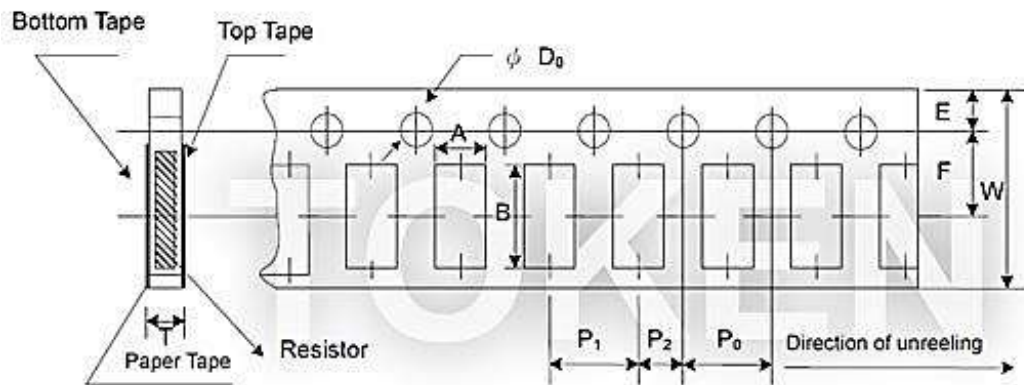 Bottom Tape
Top Tape
ϕ D₀
E
A
F
W
B
TOKEN
T
P₁ P₂ P₀ Direction of unreeling
Paper Tape
Resistor